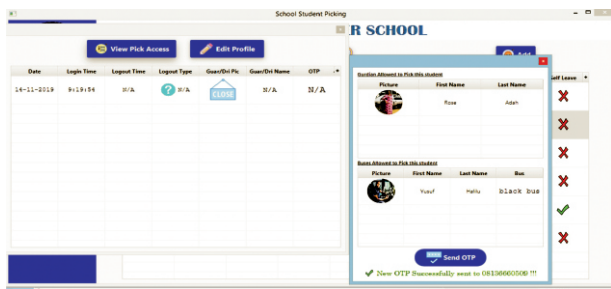 School Student Picking
R SCHOOL
View Pick Access
Edit Profile
Add
Date Login Time Logout Time Logout Type Guar/Dri Pic Guar/Dri Name OTP
14-11-2019 9:19:54 N/A ? N/A CLOSE N/A N/A
Self Leave
Gurdian Allowed to Pick this student
Picture First Name Last Name
Rose Adah
Buses Allowed to Pick this student
Picture First Name Last Name Bus
Yusuf black bus
Send OTP
New OTP Successfully sent to 08136660509 !!!